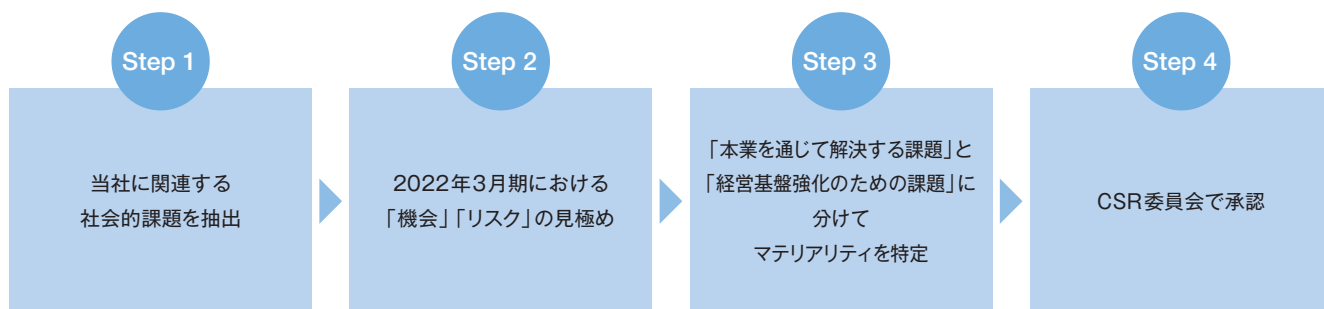 Step 1
当社に関連する
社会的課題を抽出
Step 2
2022年3月期における
「機会」「リスク」の見極め
Step 3
「本業を通じて解決する課題」と
「経営基盤強化のための課題」に
分けて
マテリアリティを特定
Step 4
CSR委員会で承認